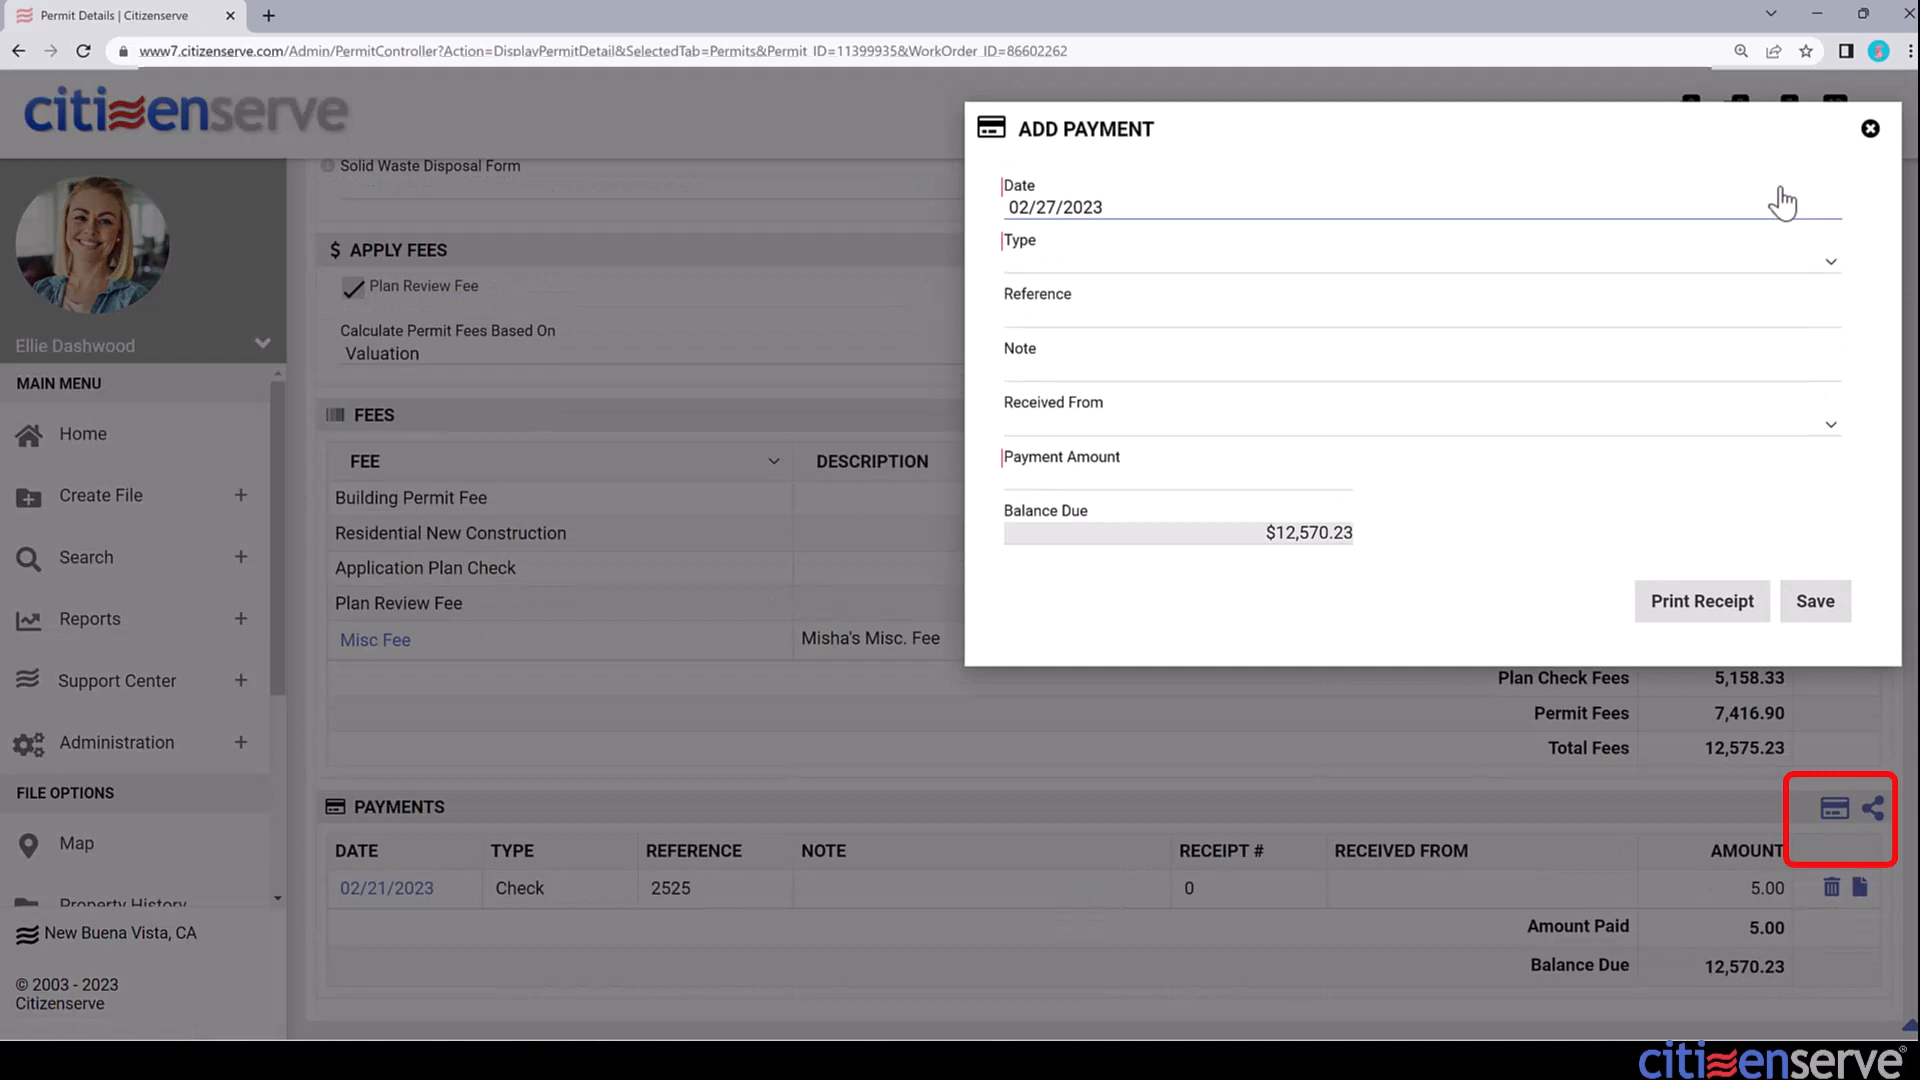 Permit Details | Citizenserve
www7.citizenserve.com/Admin/PermitController?Action=DisplayPermitDetail&SelectedTab=Permits&Permit_ID=11399935&WorkOrder_ID=86602262
citizenserve
Ellie Dashwood
MAIN MENU
Home
Create File
Search
Reports
Support Center
Administration
FILE OPTIONS
Map
Property History
New Buena Vista, CA
© 2003 - 2023
Citizenserve
Solid Waste Disposal Form
$ APPLY FEES
Plan Review Fee
Calculate Permit Fees Based On
Valuation
FEES
FEE DESCRIPTION
Building Permit Fee
Residential New Construction
Application Plan Check
Plan Review Fee
Misc Fee Misha's Misc. Fee
Plan Check Fees 5,158.33
Permit Fees 7,416.90
Total Fees 12,575.23
PAYMENTS
DATE TYPE REFERENCE NOTE RECEIPT # RECEIVED FROM AMOUNT
02/21/2023 Check 2525 0 5.00
Amount Paid 5.00
Balance Due 12,570.23
ADD PAYMENT
Date
02/27/2023
Type
Reference
Note
Received From
Payment Amount
Balance Due
$12,570.23
Print Receipt Save
citizenserve®